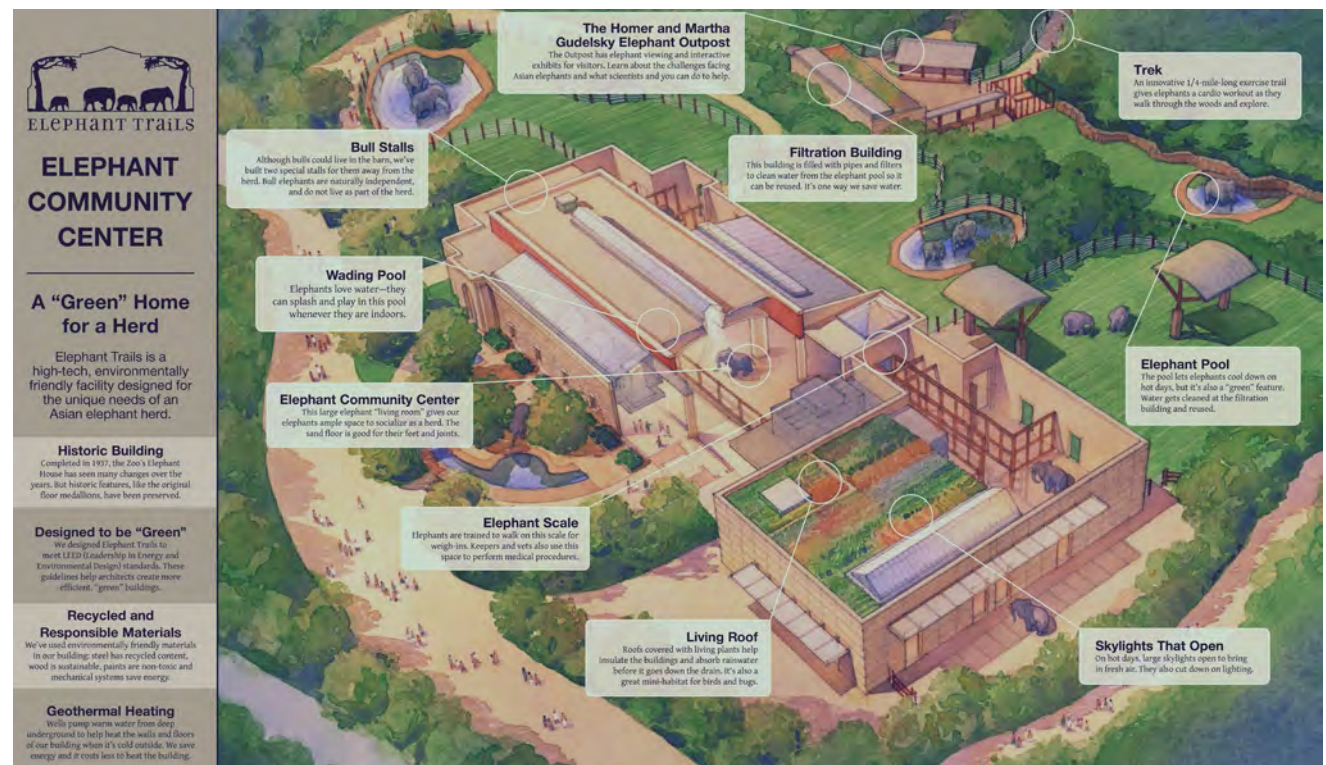 ELEPHANT TRAILS
ELEPHANT
COMMUNITY
CENTER
A “Green” Home
for a Herd
Elephant Trails is a
high-tech, environmentally
friendly facility designed for
the unique needs of an
Asian elephant herd.
Historic Building
Completed in 1937, the Zoo's Elephant
House has seen many changes over the
years. But historic features, like the original
floor medallions, have been preserved.
Designed to be “Green”
We designed Elephant Trails to
meet LEED (Leadership in Energy and
Environmental Design) standards. These
guidelines help architects create more
efficient, “green” buildings.
Recycled and
Responsible Materials
We've used environmentally friendly materials
in our building: steel has recycled content,
wood is sustainable, paints are non-toxic and
mechanical systems save energy.
Geothermal Heating
Wells pump warm water from deep
underground to help heat the walls and floors
of our building when it's cold outside. We save
energy and it costs less to heat the building.
The Homer and Martha
Gudelsky Elephant Outpost
The Outpost has elephant viewing and interactive
exhibits for visitors. Learn about the challenges facing
Asian elephants and what scientists and you can do to help.
Trek
An innovative 1/4-mile-long exercise trail
gives elephants a cardio workout as they
walk through the woods and explore.
Bull Stalls
Although bulls could live in the barn, we've
built two special stalls for them away from the
herd. Bull elephants are naturally independent,
and do not live as part of the herd.
Filtration Building
This building is filled with pipes and filters
to clean water from the elephant pool so it
can be reused. It's one way we save water.
Wading Pool
Elephants love water—they
can splash and play in this pool
whenever they are indoors.
Elephant Pool
The pool lets elephants cool down on
hot days, but it's also a “green” feature.
Water gets cleaned at the filtration
building and reused.
Elephant Community Center
This large elephant “living room” gives our
elephants ample space to socialize as a herd. The
sand floor is good for their feet and joints.
Elephant Scale
Elephants are trained to walk on this scale for
weigh-ins. Keepers and vets also use this
space to perform medical procedures.
Living Roof
Roofs covered with living plants help
insulate the buildings and absorb rainwater
before it goes down the drain. It's also a
great mini-habitat for birds and bugs.
Skylights That Open
On hot days, large skylights open to bring
in fresh air. They also cut down on lighting.